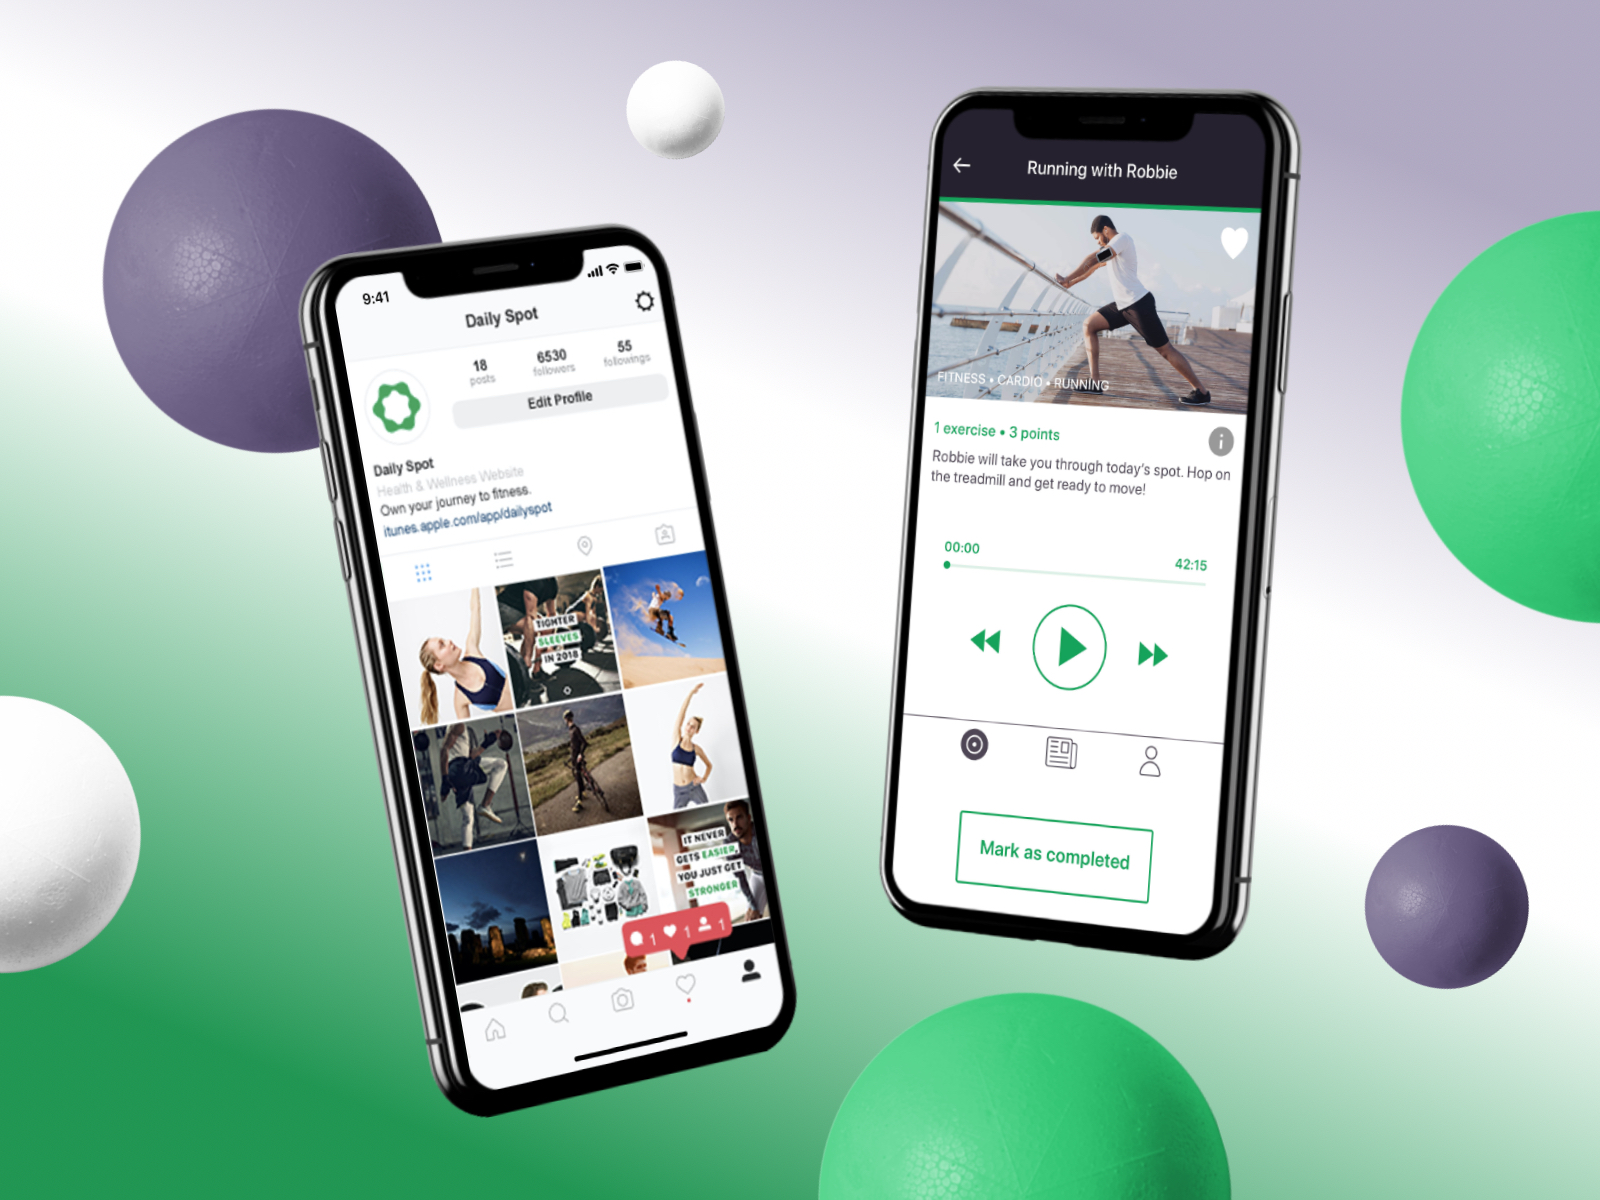 9:41
Daily Spot
18
posts
6530
followers
55
followings
Edit Profile
Daily Spot
Health & Wellness Website
Own your journey to fitness.
itunes.apple.com/app/dailyspot
TIGHTER
SLEEVES
IN 2018
IT NEVER
GETS EASIER,
YOU JUST GET
STRONGER
1 1 1
Running with Robbie
FITNESS • CARDIO • RUNNING
1 exercise • 3 points
i
Robbie will take you through today's spot. Hop on
the treadmill and get ready to move!
00:00
42:15
Mark as completed